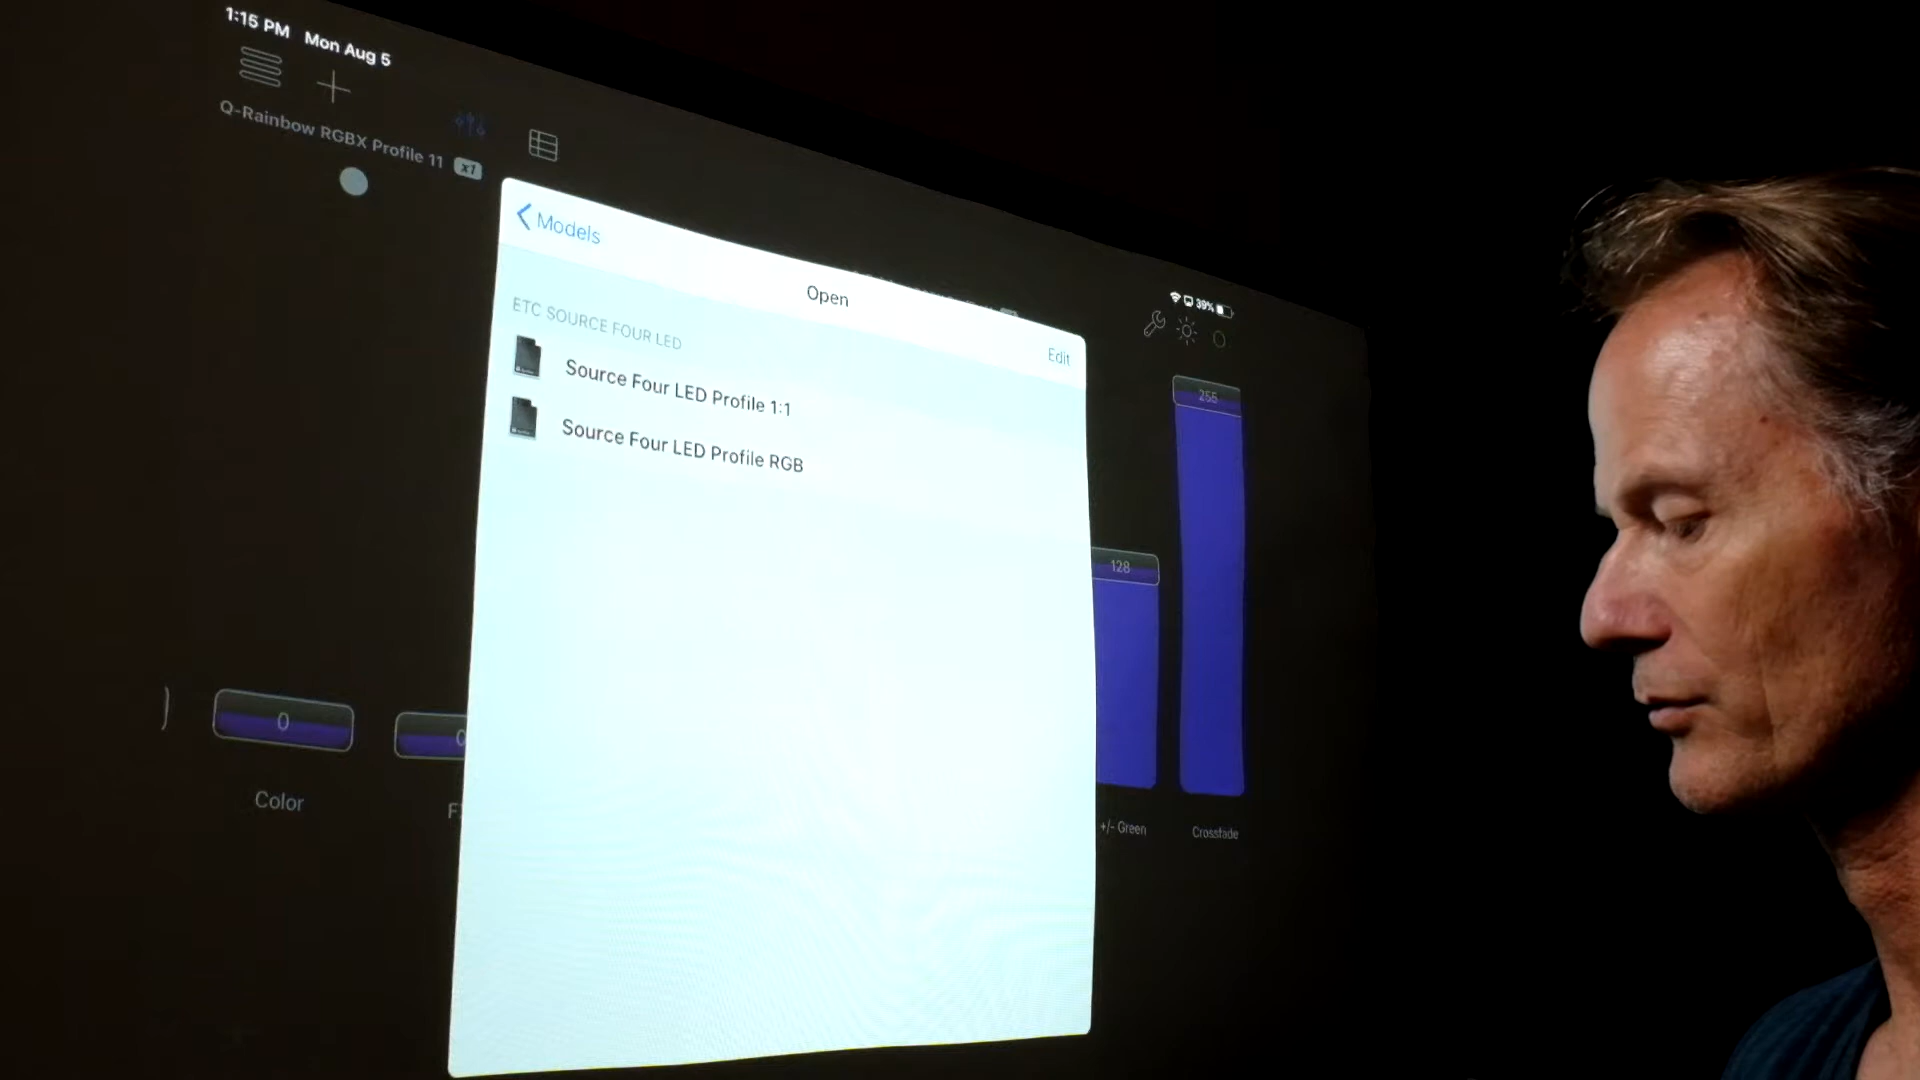 1:15 PM Mon Aug 5
39%
Q-Rainbow RGBX Profile 11 x1
Models
Open
Edit
ETC SOURCE FOUR LED
Source Four LED Profile 1:1
Source Four LED Profile RGB
255
128
0
0
Color
F
+/- Green
Crossfade